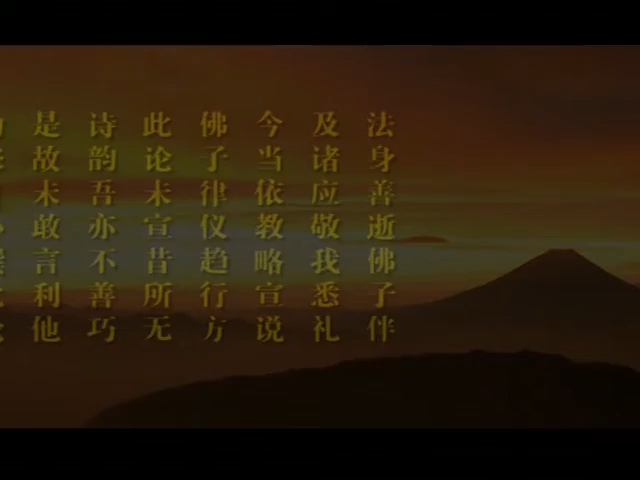 法身善逝佛子伴
及诸应敬我悉礼
今当依教略宣说
佛子律仪趋行方
此论未宣昔所无
诗韵吾亦不善巧
是故未敢言利他